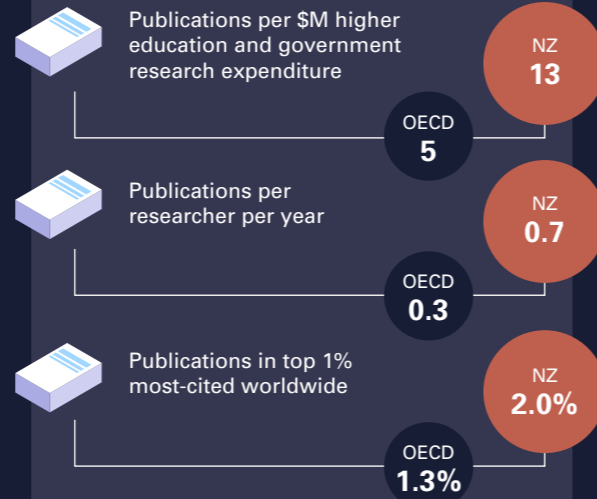 Publications per $M higher
education and government
research expenditure
NZ
13
OECD
5
Publications per
researcher per year
NZ
0.7
OECD
0.3
Publications in top 1%
most-cited worldwide
NZ
2.0%
OECD
1.3%